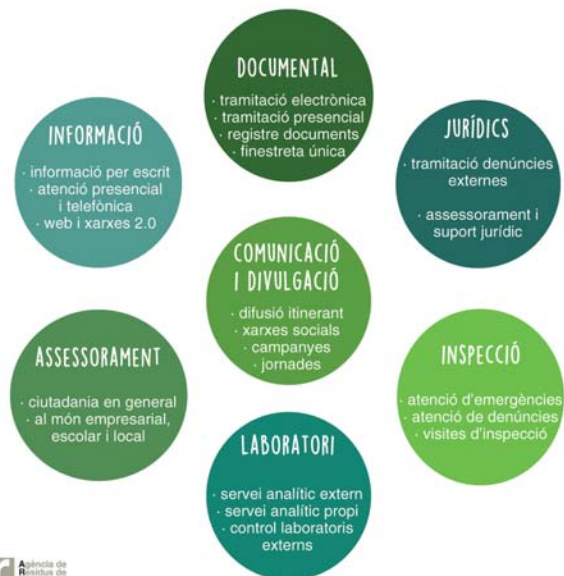 DOCUMENTAL
· tramitació electrònica
· tramitació presencial
· registre documents
· finestreta única
INFORMACIÓ
· informació per escrit
· atenció presencial
i telefònica
· web i xarxes 2.0
JURÍDICS
· tramitació denúncies
externes
· assessorament i
suport jurídic
COMUNICACIÓ
I DIVULGACIÓ
· difusió itinerant
· xarxes socials
· campanyes
· jornades
ASSESSORAMENT
· ciutadania en general
· al món empresarial,
escolar i local
INSPECCIÓ
· atenció d'emergències
· atenció de denúncies
· visites d'inspecció
LABORATORI
· servei analític extern
· servei analític propi
· control laboratoris
externs
Agència de
Residus de